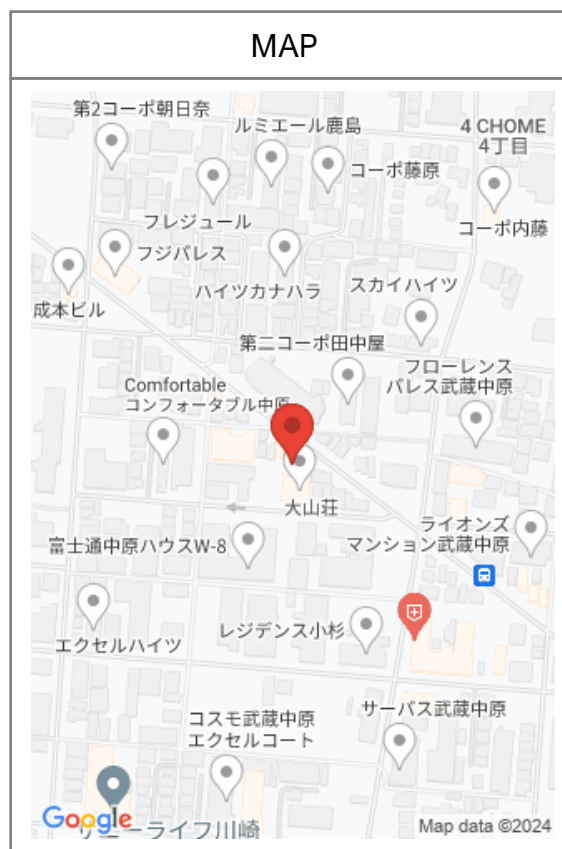 MAP
第2コーポ朝日奈
ルミエール鹿島
4 CHOME
4丁目
コーポ藤原
フレジュール
コーポ内藤
フジパレス
ハイツカナハラ
スカイハイツ
成本ビル
第二コーポ田中屋
フローレンス
パレス武蔵中原
Comfortable
コンフォータブル中原
大山荘
ライオンズ
マンション武蔵中原
富士通中原ハウスW-8
レジデンス小杉
エクセルハイツ
サーパス武蔵中原
コスモ武蔵中原
エクセルコート
Google
サニーライフ川崎
Map data ©2024